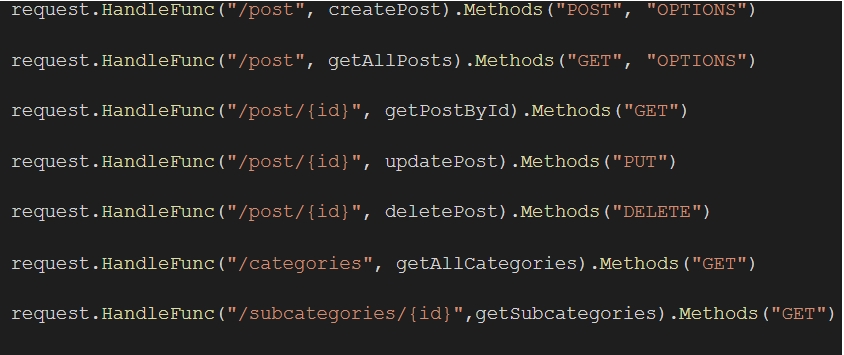 request.HandleFunc("/post", createPost).Methods("POST", "OPTIONS")
request.HandleFunc("/post", getAllPosts).Methods("GET", "OPTIONS")
request.HandleFunc("/post/{id}", getPostById).Methods("GET")
request.HandleFunc("/post/{id}", updatePost).Methods("PUT")
request.HandleFunc("/post/{id}", deletePost).Methods("DELETE")
request.HandleFunc("/categories", getAllCategories).Methods("GET")
request.HandleFunc("/subcategories/{id}",getSubcategories).Methods("GET")